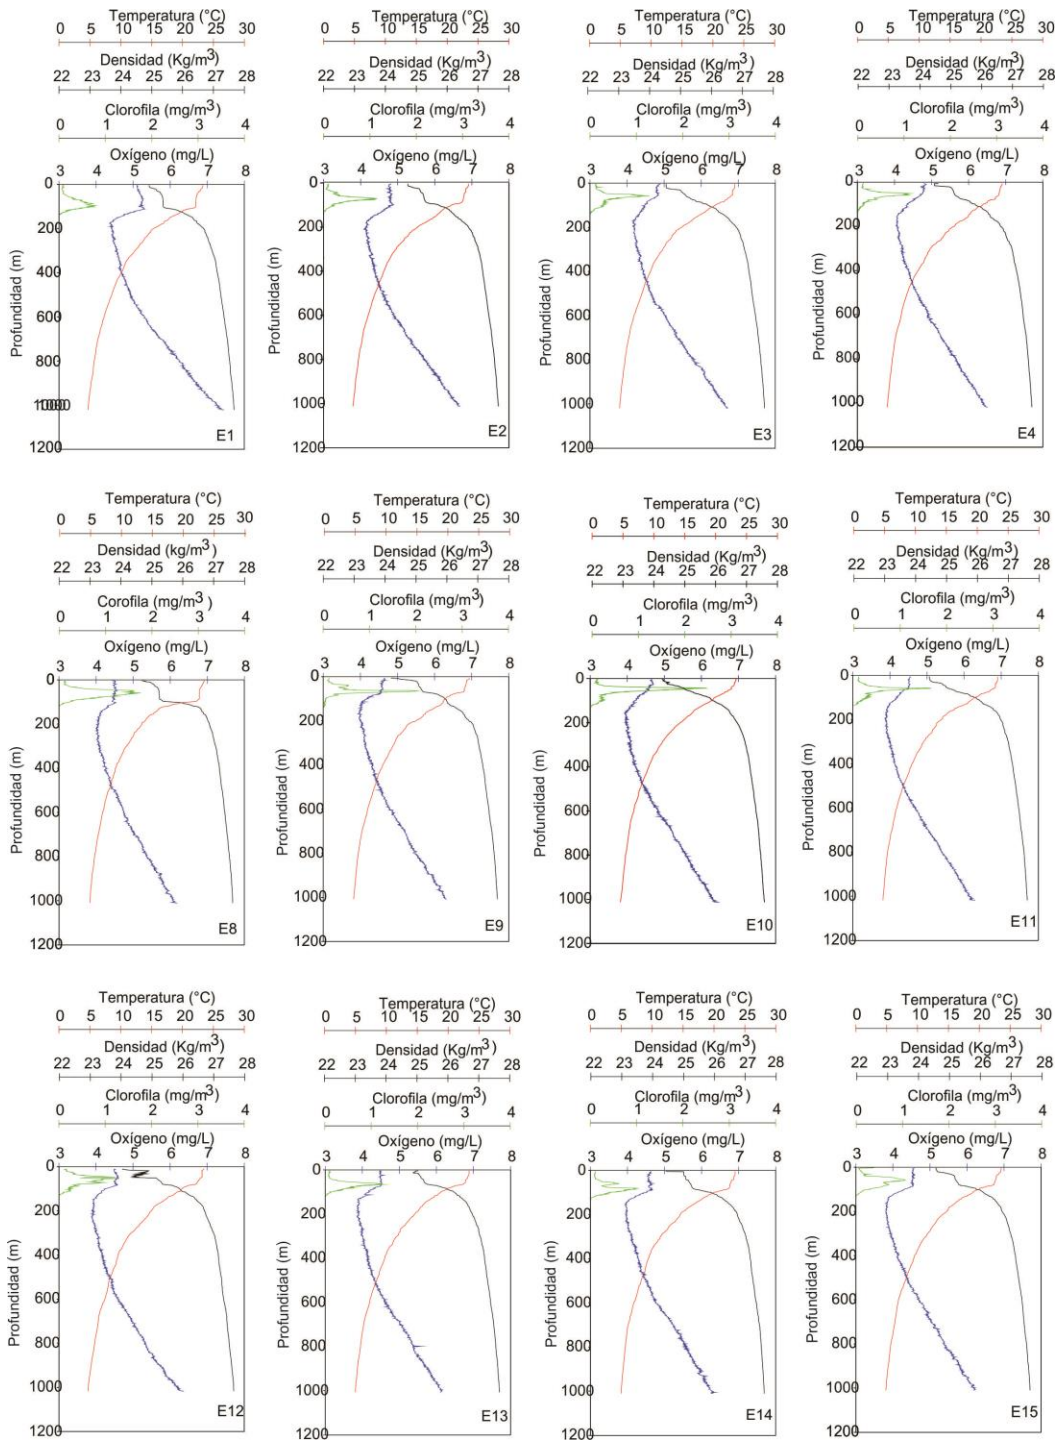 Temperatura (°C)
0 5 10 15 20 25 30
Densidad (Kg/m³)
22 23 24 25 26 27 28
Clorofila (mg/m³)
0 1 2 3 4
Oxígeno (mg/L)
3 4 5 6 7 8
Profundidad (m)
0
200
400
600
800
1000
1200
E1
Temperatura (°C)
0 5 10 15 20 25 30
Densidad (Kg/m³)
22 23 24 25 26 27 28
Clorofila (mg/m³)
0 1 2 3 4
Oxígeno (mg/L)
3 4 5 6 7 8
Profundidad (m)
0
200
400
600
800
1000
1200
E2
Temperatura (°C)
0 5 10 15 20 25 30
Densidad (Kg/m³)
22 23 24 25 26 27 28
Clorofila (mg/m³)
0 1 2 3 4
Oxígeno (mg/L)
3 4 5 6 7 8
Profundidad (m)
0
200
400
600
800
1000
1200
E3
Temperatura (°C)
0 5 10 15 20 25 30
Densidad (Kg/m³)
22 23 24 25 26 27 28
Clorofila (mg/m³)
0 1 2 3 4
Oxígeno (mg/L)
3 4 5 6 7 8
Profundidad (m)
0
200
400
600
800
1000
1200
E4
Temperatura (°C)
0 5 10 15 20 25 30
Densidad (kg/m³)
22 23 24 25 26 27 28
Corofila (mg/m³)
0 1 2 3 4
Oxígeno (mg/L)
3 4 5 6 7 8
Profundidad (m)
0
200
400
600
800
1000
1200
E8
Temperatura (°C)
0 5 10 15 20 25 30
Densidad (Kg/m³)
22 23 24 25 26 27 28
Clorofila (mg/m³)
0 1 2 3 4
Oxígeno (mg/L)
3 4 5 6 7 8
Profundidad (m)
0
200
400
600
800
1000
1200
E9
Temperatura (°C)
0 5 10 15 20 25 30
Densidad (Kg/m³)
22 23 24 25 26 27 28
Clorofila (mg/m³)
0 1 2 3 4
Oxígeno (mg/L)
3 4 5 6 7 8
Profundidad (m)
0
200
400
600
800
1000
1200
E10
Temperatura (°C)
0 5 10 15 20 25 30
Densidad (Kg/m³)
22 23 24 25 26 27 28
Clorofila (mg/m³)
0 1 2 3 4
Oxígeno (mg/L)
3 4 5 6 7 8
Profundidad (m)
0
200
400
600
800
1000
1200
E11
Temperatura (°C)
0 5 10 15 20 25 30
Densidad (Kg/m³)
22 23 24 25 26 27 28
Clorofila (mg/m³)
0 1 2 3 4
Oxígeno (mg/L)
3 4 5 6 7 8
Profundidad (m)
0
200
400
600
800
1000
1200
E12
Temperatura (°C)
0 5 10 15 20 25 30
Densidad (Kg/m³)
22 23 24 25 26 27 28
Clorofila (mg/m³)
0 1 2 3 4
Oxígeno (mg/L)
3 4 5 6 7 8
Profundidad (m)
0
200
400
600
800
1000
1200
E13
Temperatura (°C)
0 5 10 15 20 25 30
Densidad (Kg/m³)
22 23 24 25 26 27 28
Clorofila (mg/m³)
0 1 2 3 4
Oxígeno (mg/L)
3 4 5 6 7 8
Profundidad (m)
0
200
400
600
800
1000
1200
E14
Temperatura (°C)
0 5 10 15 20 25 30
Densidad (Kg/m³)
22 23 24 25 26 27 28
Clorofila (mg/m³)
0 1 2 3 4
Oxígeno (mg/L)
3 4 5 6 7 8
Profundidad (m)
0
200
400
600
800
1000
1200
E15